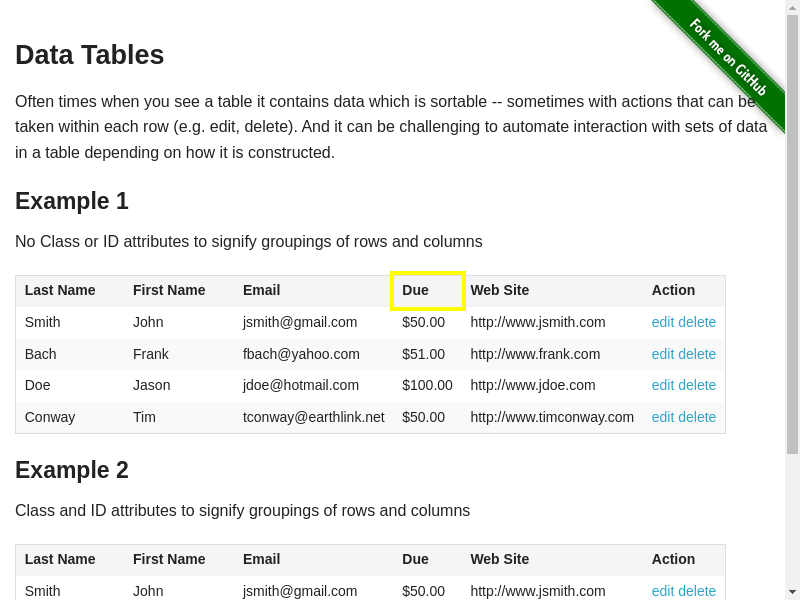 Fork me on GitHub
Data Tables
Often times when you see a table it contains data which is sortable -- sometimes with actions that can be
taken within each row (e.g. edit, delete). And it can be challenging to automate interaction with sets of data
in a table depending on how it is constructed.
Example 1
No Class or ID attributes to signify groupings of rows and columns
Last Name First Name Email Due Web Site Action
Smith John jsmith@gmail.com $50.00 http://www.jsmith.com edit delete
Bach Frank fbach@yahoo.com $51.00 http://www.frank.com edit delete
Doe Jason jdoe@hotmail.com $100.00 http://www.jdoe.com edit delete
Conway Tim tconway@earthlink.net $50.00 http://www.timconway.com edit delete
Example 2
Class and ID attributes to signify groupings of rows and columns
Last Name First Name Email Due Web Site Action
Smith John jsmith@gmail.com $50.00 http://www.jsmith.com edit delete